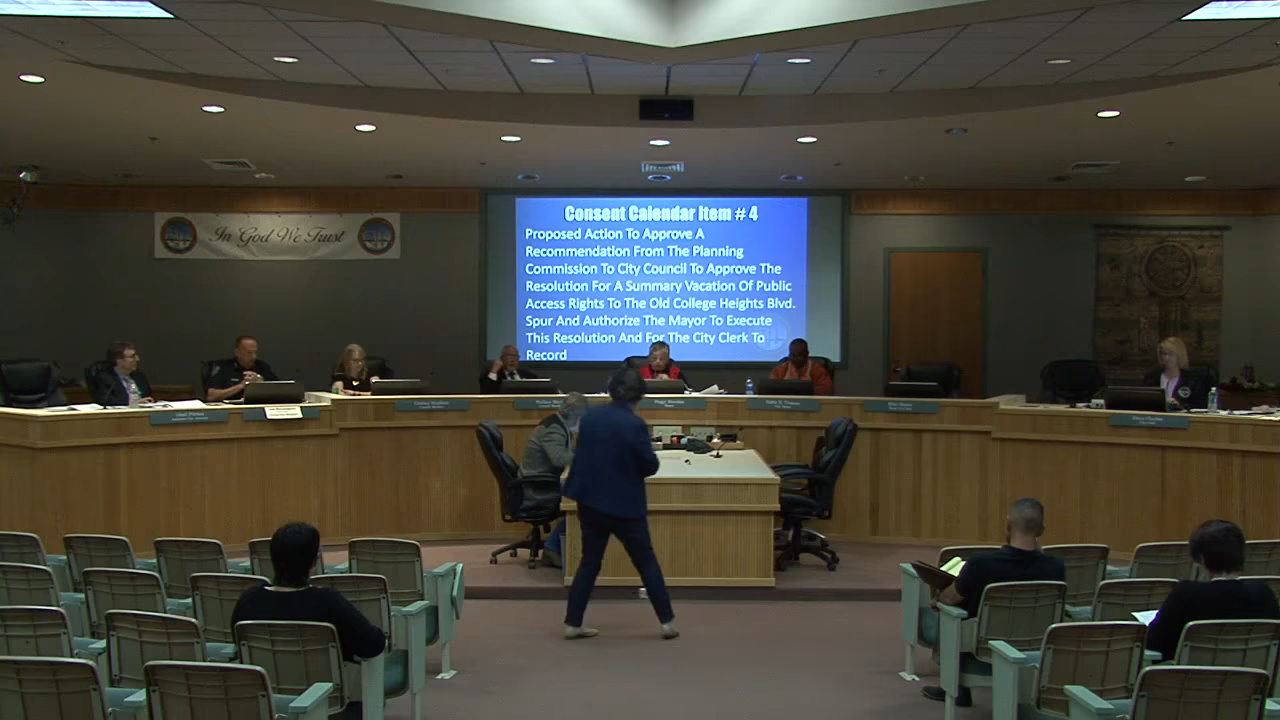 Consent Calendar Item # 4
Proposed Action To Approve A
Recommendation From The Planning
Commission To City Council To Approve The
Resolution For A Summary Vacation Of Public
Access Rights To The Old College Heights Blvd.
Spur And Authorize The Mayor To Execute
This Resolution And For The City Clerk To
Record
In God We Trust